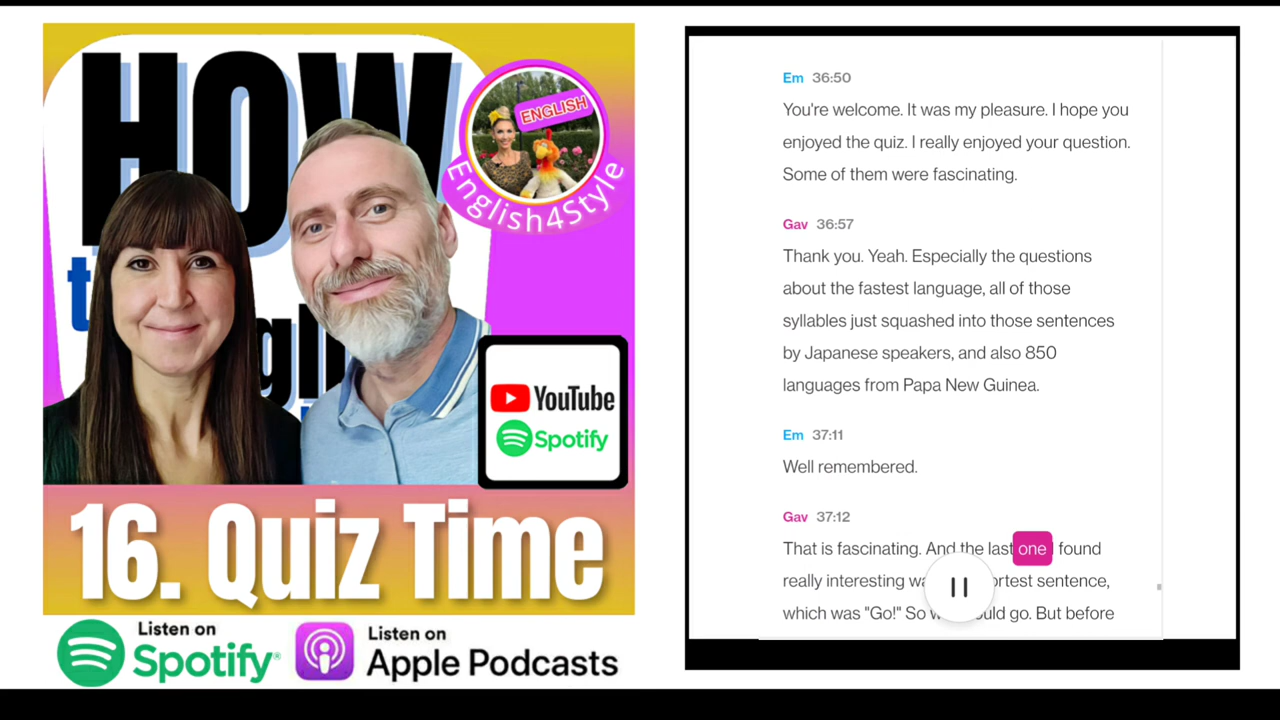 HOW
ENGLISH
English4Style
YouTube
Spotify
16. Quiz Time
Listen on
Spotify
Listen on
Apple Podcasts
Em 36:50
You're welcome. It was my pleasure. I hope you
enjoyed the quiz. I really enjoyed your question.
Some of them were fascinating.
Gav 36:57
Thank you. Yeah. Especially the questions
about the fastest language, all of those
syllables just squashed into those sentences
by Japanese speakers, and also 850
languages from Papa New Guinea.
Em 37:11
Well remembered.
Gav 37:12
That is fascinating. And the last one I found
really interesting
sentence,
which was "Go!" So
go. But before